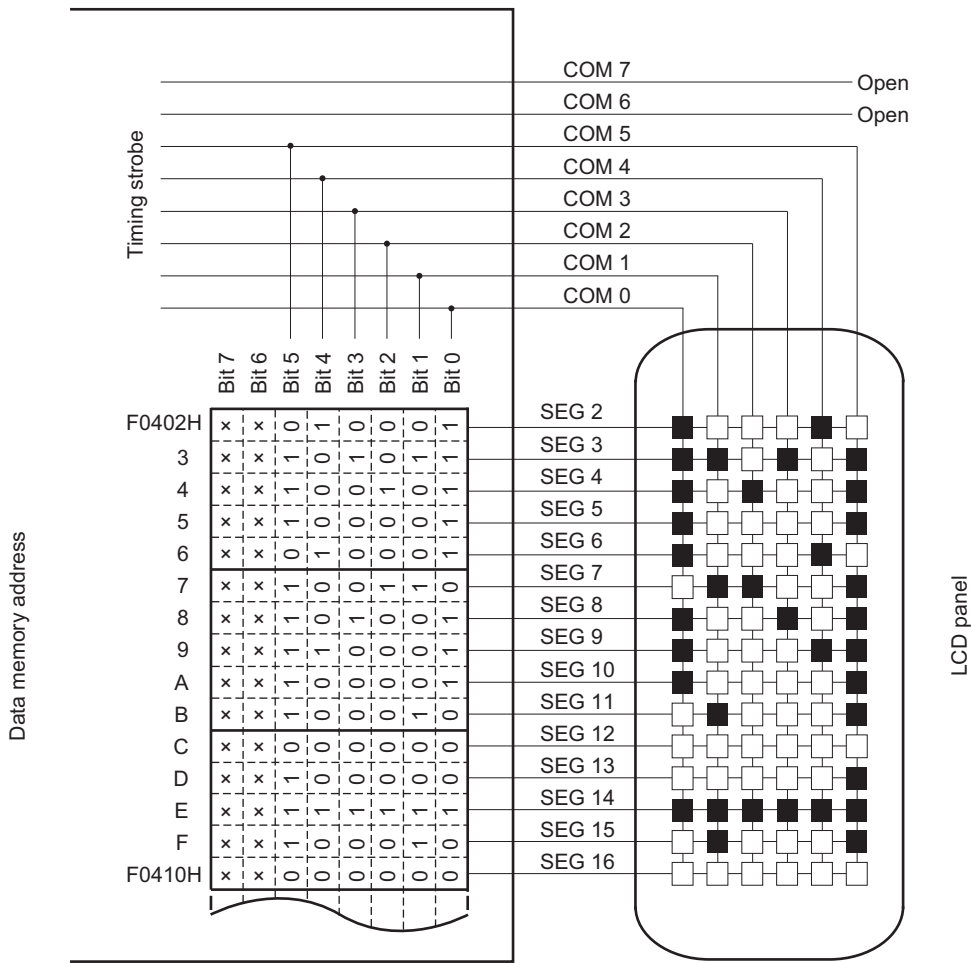 COM 7
Open
COM 6
Open
COM 5
COM 4
COM 3
COM 2
COM 1
COM 0
Timing strobe
Bit 7 Bit 6 Bit 5 Bit 4 Bit 3 Bit 2 Bit 1 Bit 0
F0402H × × 0 1 0 0 0 1 SEG 2
3 × × 1 0 1 0 1 1 SEG 3
4 × × 1 0 0 1 0 1 SEG 4
5 × × 1 0 0 0 0 1 SEG 5
6 × × 0 1 0 0 0 1 SEG 6
7 × × 1 0 0 1 1 0 SEG 7
8 × × 1 0 1 0 0 1 SEG 8
9 × × 1 1 0 0 0 1 SEG 9
A × × 1 0 0 0 0 1 SEG 10
B × × 1 0 0 0 1 0 SEG 11
C × × 0 0 0 0 0 0 SEG 12
D × × 1 0 0 0 0 0 SEG 13
E × × 1 1 1 1 1 1 SEG 14
F × × 1 0 0 0 1 0 SEG 15
F0410H × × 0 0 0 0 0 0 SEG 16
Data memory address
LCD panel